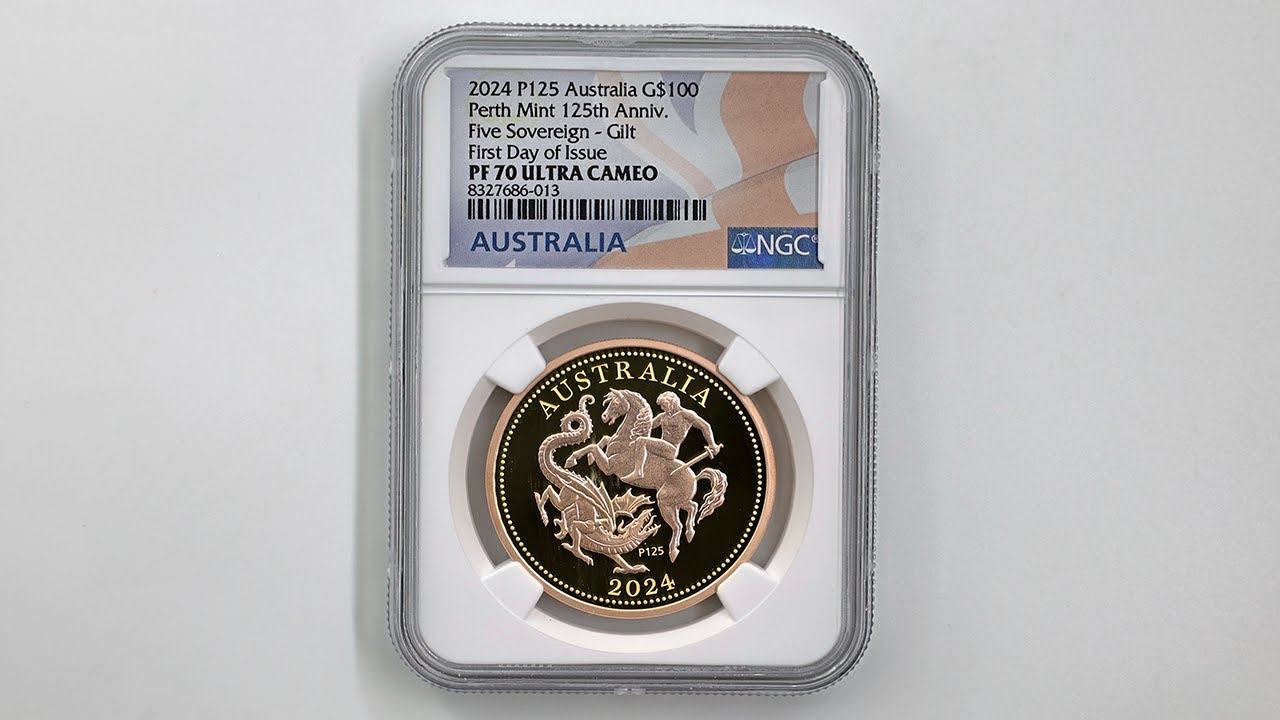 2024 P125 Australia G$100
Perth Mint 125th Anniv.
Five Sovereign - Gilt
First Day of Issue
PF 70 ULTRA CAMEO
8327686-013
AUSTRALIA
NGC®
AUSTRALIA
P125
2024